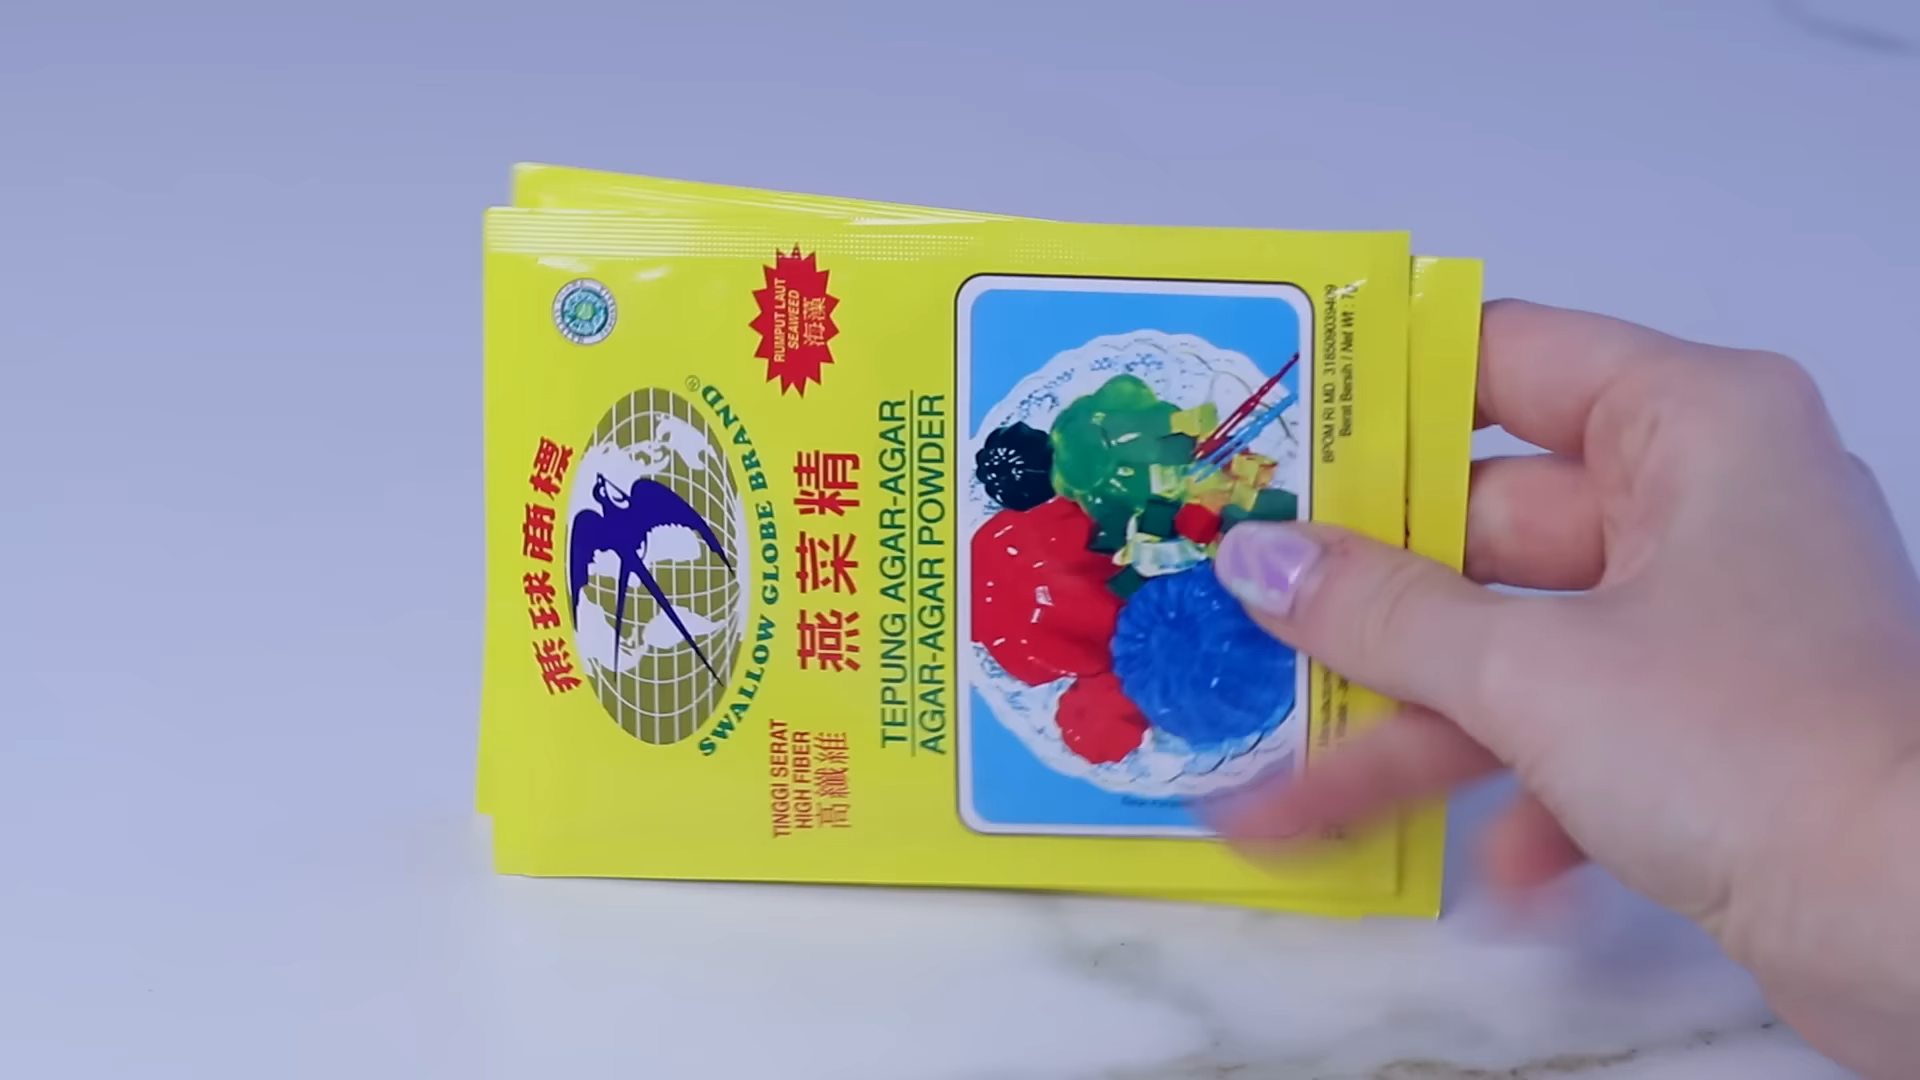 燕球商標
SWALLOW GLOBE BRAND®
RUMPUT LAUT
SEAWEED
海藻
燕菜精
TINGGI SERAT
HIGH FIBER
高纖維
TEPUNG AGAR-AGAR
AGAR-AGAR POWDER
BPOM RI MD 
Berat Bersih / Net Wt : 7